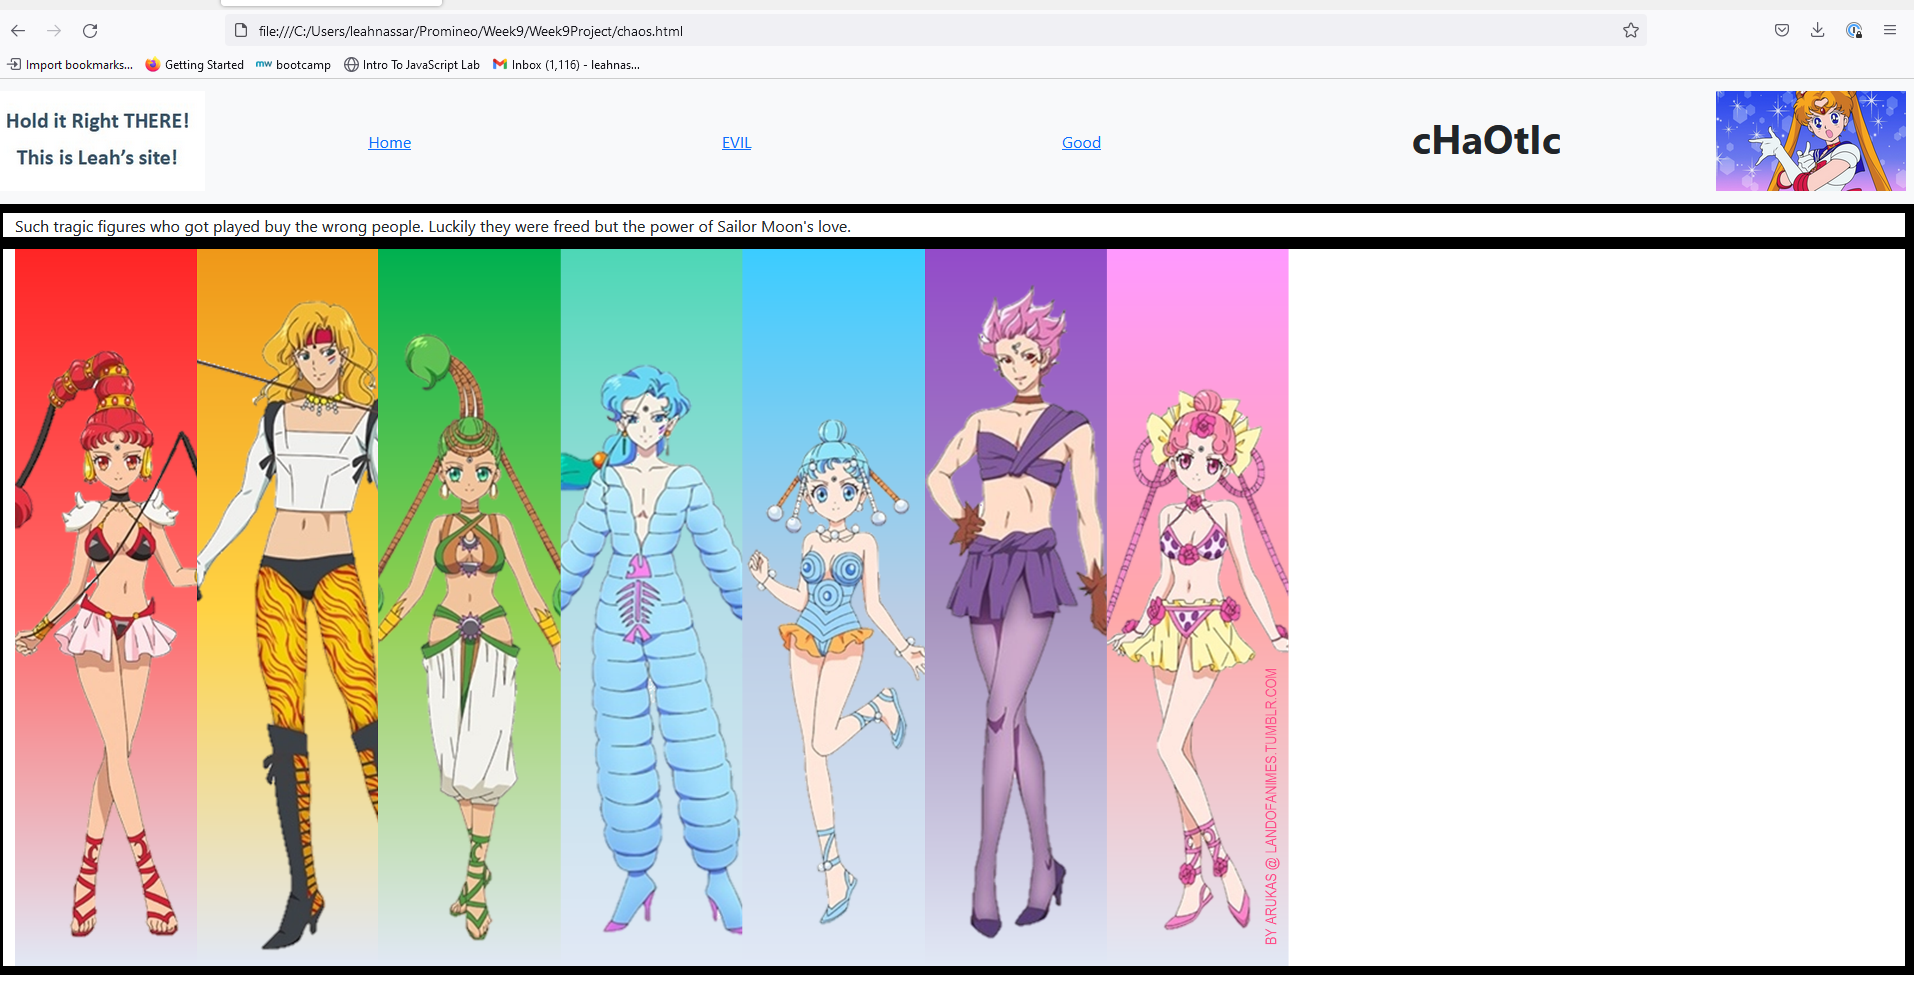 file:///C:/Users/leahnassar/Promineo/Week9/Week9Project/chaos.html
Import bookmarks...
Getting Started
mw bootcamp
Intro To JavaScript Lab
Inbox (1,116) - leahnas...
Hold it Right THERE!
This is Leah's site!
Home
EVIL
Good
cHaOtIc
Such tragic figures who got played buy the wrong people. Luckily they were freed but the power of Sailor Moon's love.
BY ARUKAS @ LANDOFANIMES.TUMBLR.COM